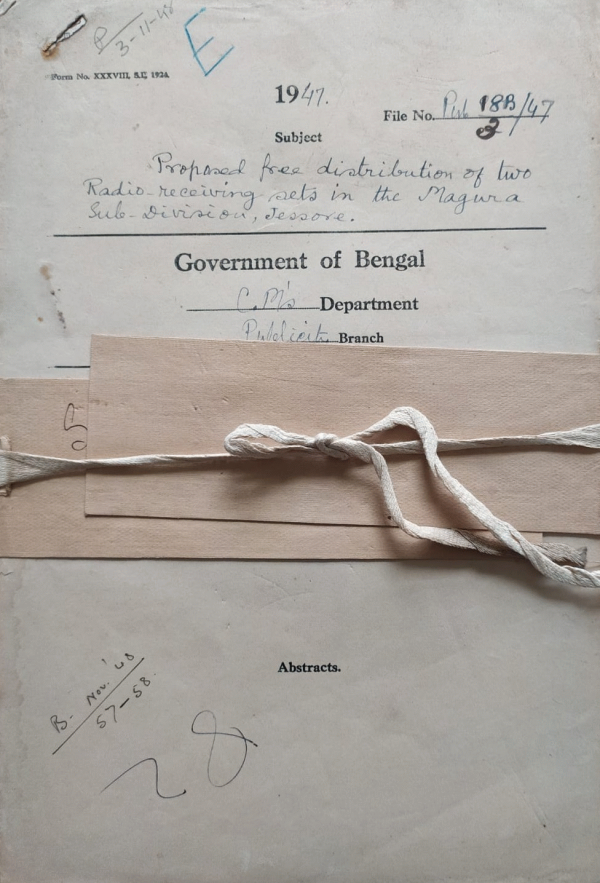 3-11-48
E
Form No. XXXVIII, S.I, 1924.
1947.
File No. Pub 18B/47
2
Subject
Proposed free distribution of two
Radio-receiving sets in the Magura
Sub-Division, Jessore.
Government of Bengal
C.M's Department
Publicity Branch
Abstracts.
B- Nov. '48
57-58.
28